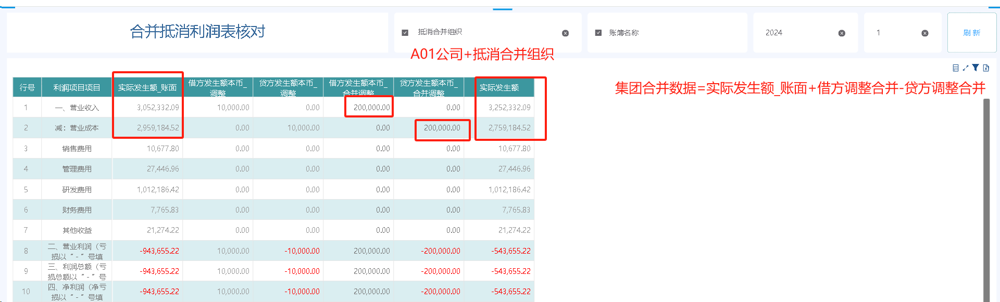 合并抵消利润表核对
抵消合并组织
账簿名称
2024
1
刷 新
A01公司+抵消合并组织
集团合并数据=实际发生额_账面+借方调整合并-贷方调整合并
行号 利润项目项目 实际发生额_账面 借方发生额本币_调整 贷方发生额本币_调整 借方发生额本币_合并调整 贷方发生额本币_合并调整 实际发生额
1 一、营业收入 3,052,332.09 10,000.00 0.00 200,000.00 0.00 3,252,332.09
2 减：营业成本 2,959,184.52 0.00 10,000.00 0.00 200,000.00 2,759,184.52
3 销售费用 10,677.80 0.00 0.00 0.00 0.00 10,677.80
4 管理费用 27,446.96 0.00 0.00 0.00 0.00 27,446.96
5 研发费用 1,012,186.42 0.00 0.00 0.00 0.00 1,012,186.42
6 财务费用 7,765.83 0.00 0.00 0.00 0.00 7,765.83
7 其他收益 21,274.22 0.00 0.00 0.00 0.00 21,274.22
8 二、营业利润（亏损以“-”号填 -943,655.22 10,000.00 -10,000.00 200,000.00 -200,000.00 -543,655.22
9 三、利润总额（亏损总额以“-”号 -943,655.22 10,000.00 -10,000.00 200,000.00 -200,000.00 -543,655.22
10 四、净利润（净亏损以“-”号填 -943,655.22 10,000.00 -10,000.00 200,000.00 -200,000.00 -543,655.22